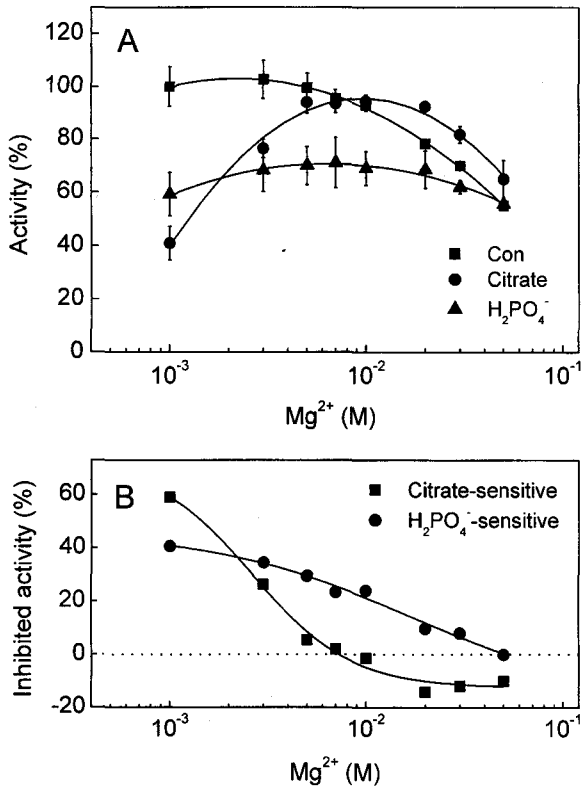 A
120
100
80
60
40
20
0
Activity (%)
Con
Citrate
H₂PO₄⁻
10⁻³ 10⁻² 10⁻¹
Mg²⁺ (M)
B
60
40
20
0
-20
Inhibited activity (%)
Citrate-sensitive
H₂PO₄⁻-sensitive
10⁻³ 10⁻² 10⁻¹
Mg²⁺ (M)